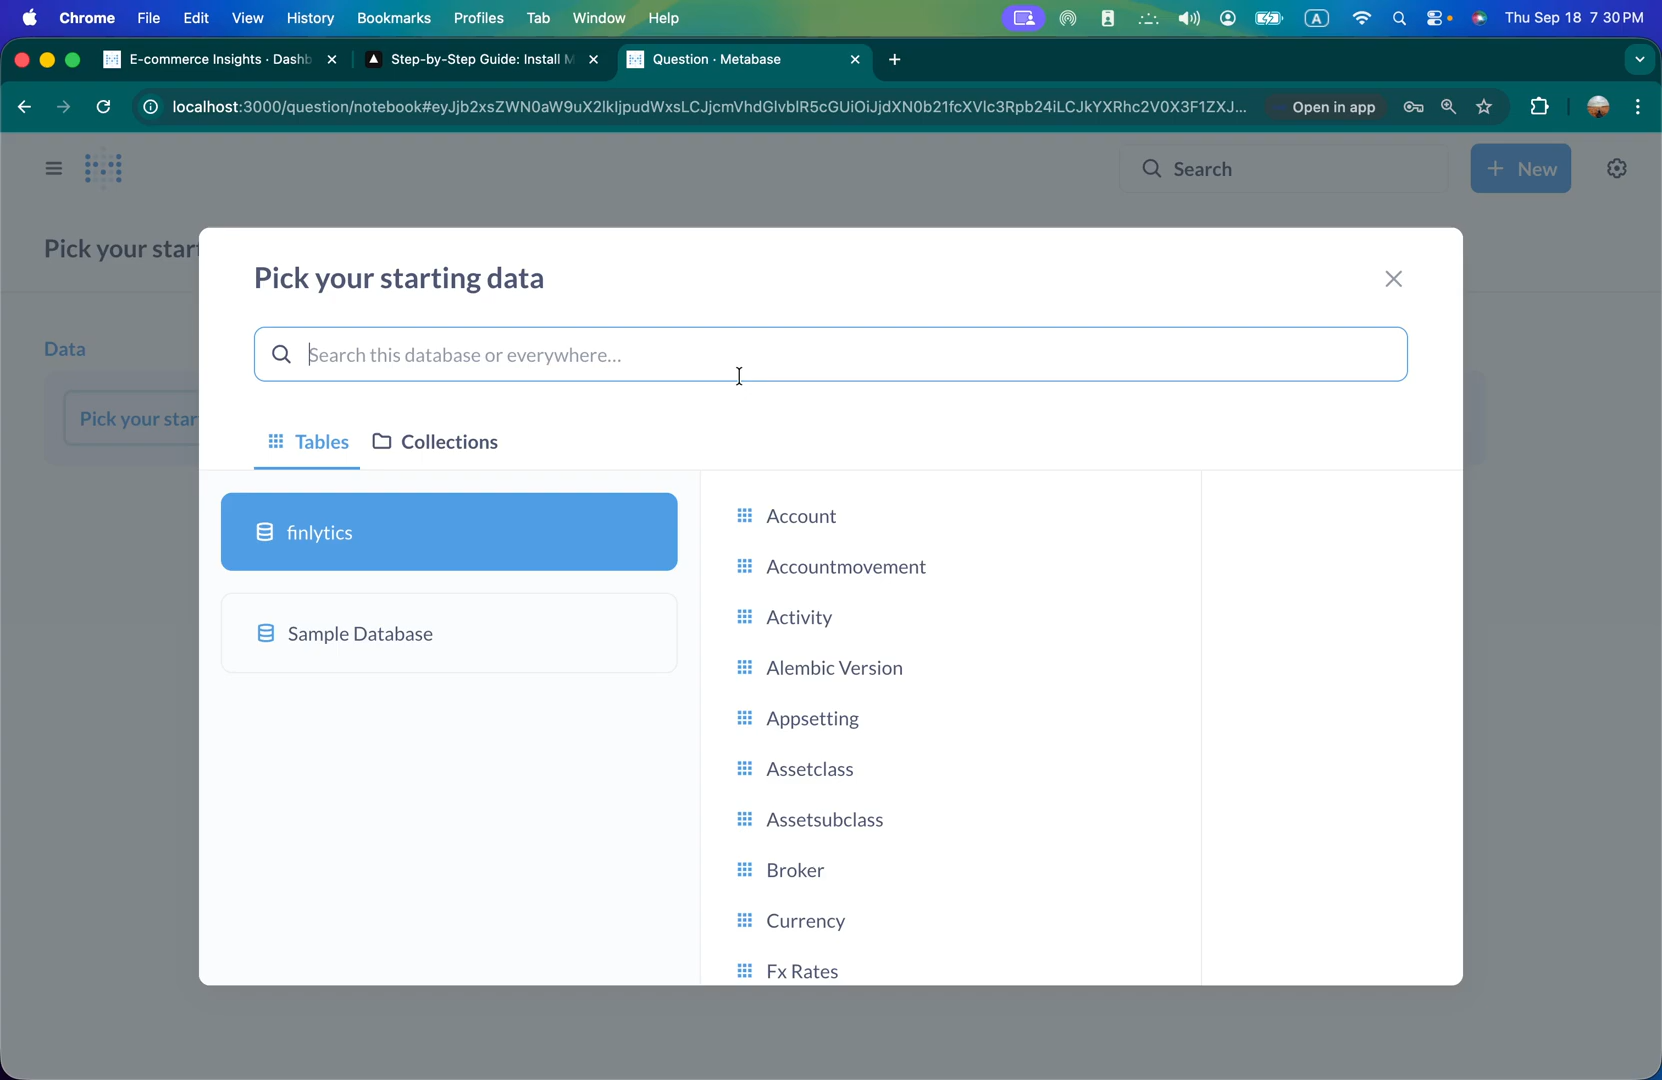 Chrome File Edit View History Bookmarks Profiles Tab Window Help A Thu Sep 18 7 30 PM
E-commerce Insights · Dashb Step-by-Step Guide: Install M Question · Metabase
localhost:3000/question/notebook#eyJjb2xsZWN0aW9uX2lkIjpudWxsLCJjcmVhdGlvblR5cGUiOiJjdXN0b21fcXVlc3Rpb24iLCJkYXRhc2V0X3F1ZXJ... Open in app
Search
+ New
Pick your start
Pick your starting data
Search this database or everywhere...
Data
Pick your star
Tables Collections
finlytics
Sample Database
Account
Accountmovement
Activity
Alembic Version
Appsetting
Assetclass
Assetsubclass
Broker
Currency
Fx Rates